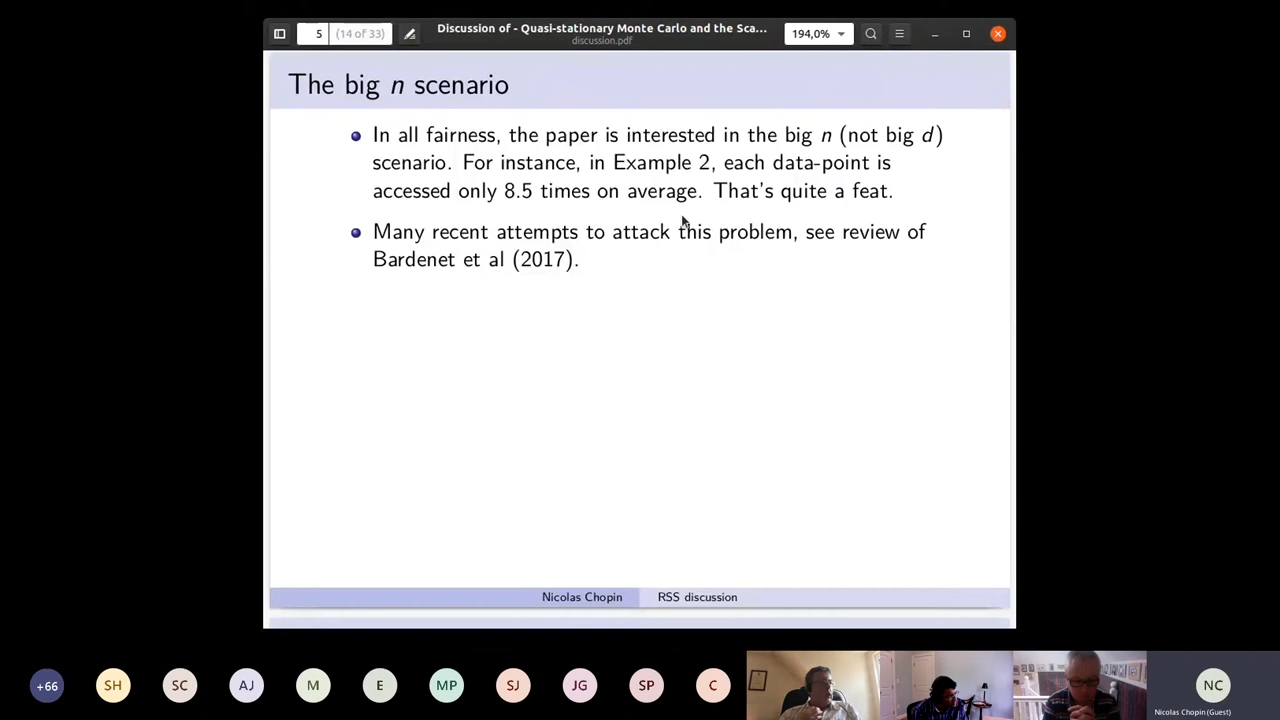 5 (14 of 33) Discussion of - Quasi-stationary Monte Carlo and the Sca... 194,0%
discussion.pdf
The big n scenario
In all fairness, the paper is interested in the big n (not big d)
scenario. For instance, in Example 2, each data-point is
accessed only 8.5 times on average. That's quite a feat.
Many recent attempts to attack this problem, see review of
Bardenet et al (2017).
Nicolas Chopin RSS discussion
+66 SH SC AJ M E MP SJ JG SP C NC
Nicolas Chopin (Guest)